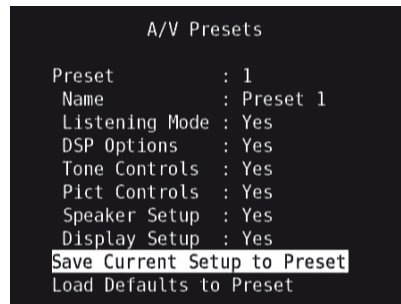 A/V Presets
Preset : 1
Name : Preset 1
Listening Mode : Yes
DSP Options : Yes
Tone Controls : Yes
Pict Controls : Yes
Speaker Setup : Yes
Display Setup : Yes
Save Current Setup to Preset
Load Defaults to Preset